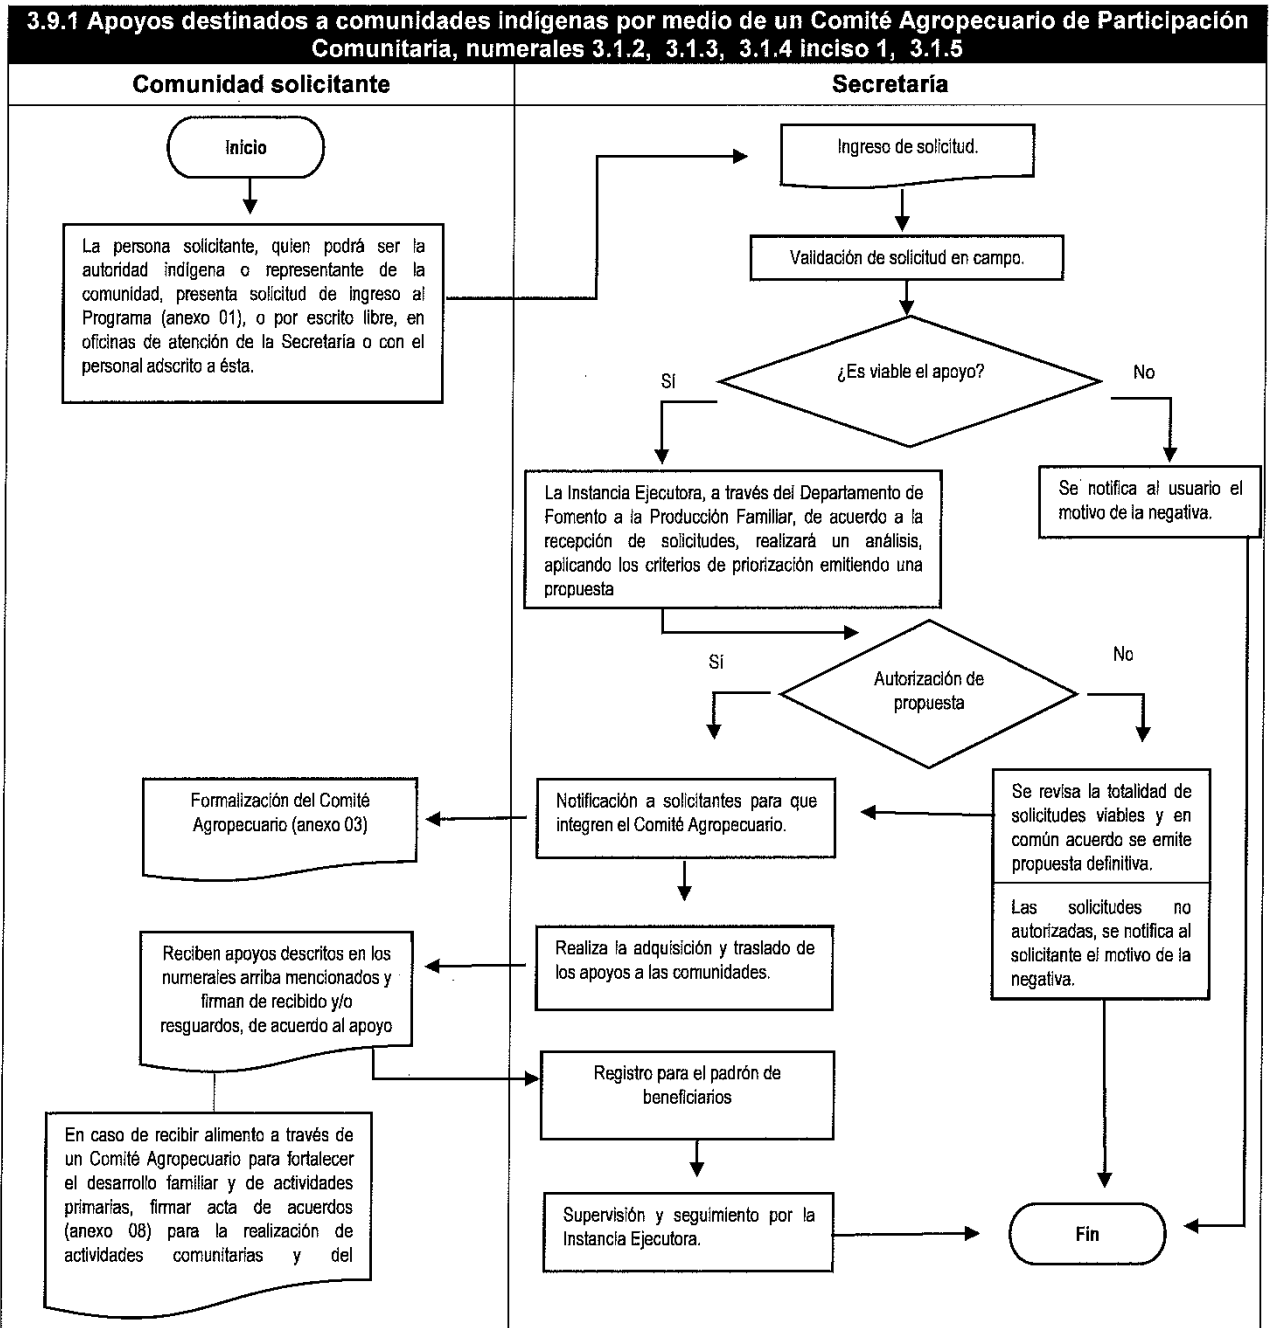 3.9.1 Apoyos destinados a comunidades indígenas por medio de un Comité Agropecuario de Participación
Comunitaria, numerales 3.1.2, 3.1.3, 3.1.4 inciso 1, 3.1.5
Comunidad solicitante
Secretaría
Inicio
La persona solicitante, quien podrá ser la
autoridad indígena o representante de la
comunidad, presenta solicitud de ingreso al
Programa (anexo 01), o por escrito libre, en
oficinas de atención de la Secretaría o con el
personal adscrito a ésta.
Ingreso de solicitud.
Validación de solicitud en campo.
¿Es viable el apoyo?
Sí
No
La Instancia Ejecutora, a través del Departamento de
Fomento a la Producción Familiar, de acuerdo a la
recepción de solicitudes, realizará un análisis,
aplicando los criterios de priorización emitiendo una
propuesta
Se notifica al usuario el
motivo de la negativa.
Autorización de
propuesta
Sí
No
Formalización del Comité
Agropecuario (anexo 03)
Notificación a solicitantes para que
integren el Comité Agropecuario.
Se revisa la totalidad de
solicitudes viables y en
común acuerdo se emite
propuesta definitiva.
Las solicitudes no
autorizadas, se notifica al
solicitante el motivo de la
negativa.
Reciben apoyos descritos en los
numerales arriba mencionados y
firman de recibido y/o
resguardos, de acuerdo al apoyo
Realiza la adquisición y traslado de
los apoyos a las comunidades.
Registro para el padrón de
beneficiarios
En caso de recibir alimento a través de
un Comité Agropecuario para fortalecer
el desarrollo familiar y de actividades
primarias, firmar acta de acuerdos
(anexo 08) para la realización de
actividades comunitarias y del
Supervisión y seguimiento por la
Instancia Ejecutora.
Fin